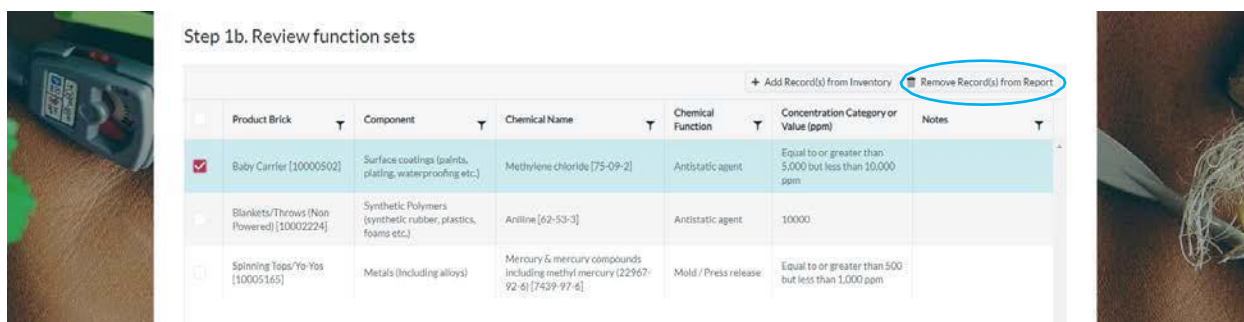 Step 1b. Review function sets
+ Add Record(s) from Inventory Remove Record(s) from Report
Product Brick Component Chemical Name Chemical Function Concentration Category or Value (ppm) Notes
Baby Carrier [10000502]
Surface coatings (paints,
plating, waterproofing etc.)
Methylene chloride [75-09-2]
Antistatic agent
Equal to or greater than
5,000 but less than 10,000
ppm
Blankets/Throws (Non
Powered) [10002224]
Synthetic Polymers
(synthetic rubber, plastics,
foams etc.)
Aniline [62-53-3]
Antistatic agent
10000
Spinning Tops/Yo-Yos
[10005165]
Metals (Including alloys)
Mercury & mercury compounds
including methyl mercury (22967-
92-6) [7439-97-6]
Mold / Press release
Equal to or greater than 500
but less than 1,000 ppm